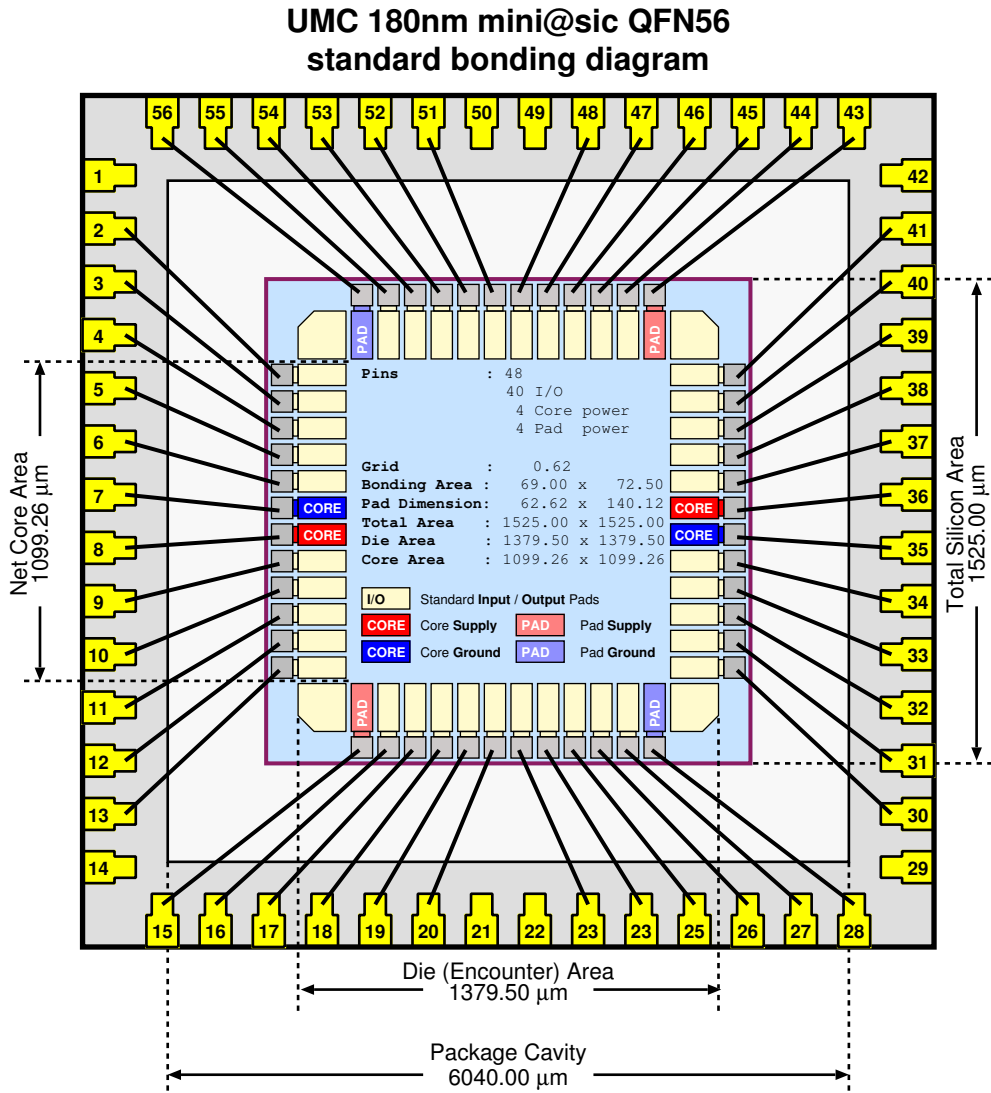 UMC 180nm mini@sic QFN56
standard bonding diagram
56 55 54 53 52 51 50 49 48 47 46 45 44 43
1
2
3
4
5
6
7
8
9
10
11
12
13
14
42
41
40
39
38
37
36
35
34
33
32
31
30
29
PAD PAD
Pins : 48
40 I/O
4 Core power
4 Pad power
Grid : 0.62
Bonding Area : 69.00 x 72.50
Pad Dimension: 62.62 x 140.12
Total Area : 1525.00 x 1525.00
Die Area : 1379.50 x 1379.50
Core Area : 1099.26 x 1099.26
CORE CORE
CORE CORE
I/O Standard Input / Output Pads
CORE Core Supply PAD Pad Supply
CORE Core Ground PAD Pad Ground
PAD PAD
Net Core Area
1099.26 µm
Total Silicon Area
1525.00 µm
15 16 17 18 19 20 21 22 23 23 25 26 27 28
Die (Encounter) Area
1379.50 µm
Package Cavity
6040.00 µm